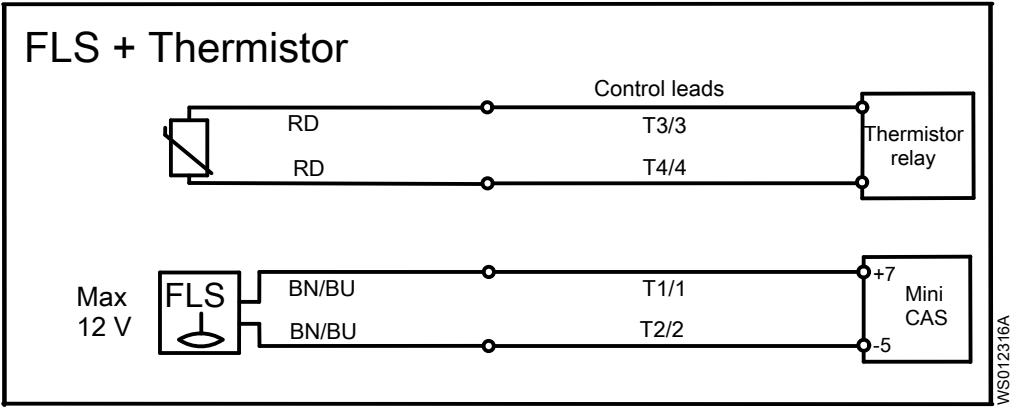 FLS + Thermistor
Control leads
RD
T3/3
Thermistor
relay
RD
T4/4
Max
12 V
FLS
BN/BU
T1/1
+7
Mini
CAS
BN/BU
T2/2
-5
WS012316A